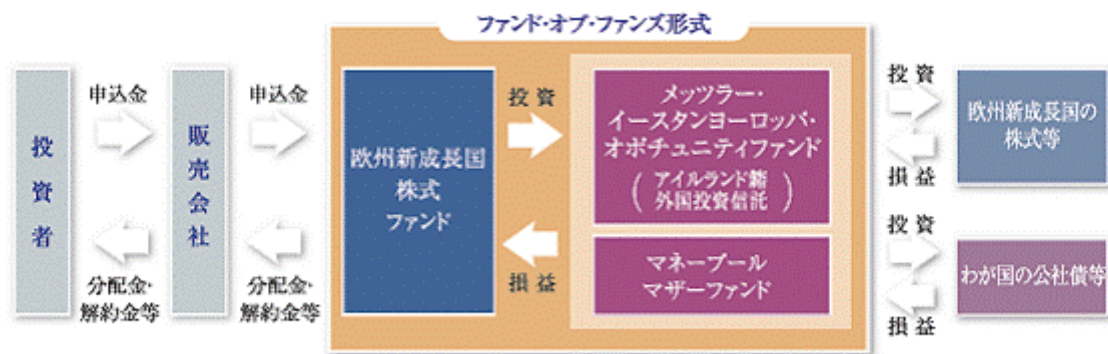 ファンド・オブ・ファンズ形式
投資者
申込金
分配金・
解約金等
販売会社
申込金
分配金・
解約金等
欧州新成長国
株式
ファンド
投資
損益
メッツラー・
イースタンヨーロッパ・
オポチュニティファンド
(アイルランド籍
外国投資信託)
マネープール
マザーファンド
投資
損益
欧州新成長国の
株式等
投資
損益
わが国の公社債等